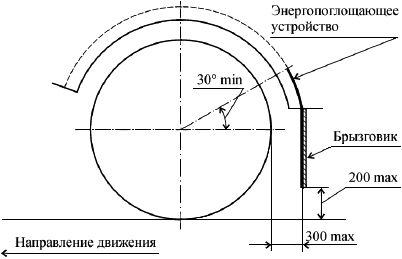 Энергопоглощающее
устройство
30° min
Брызговик
200 max
Направление движения
300 max